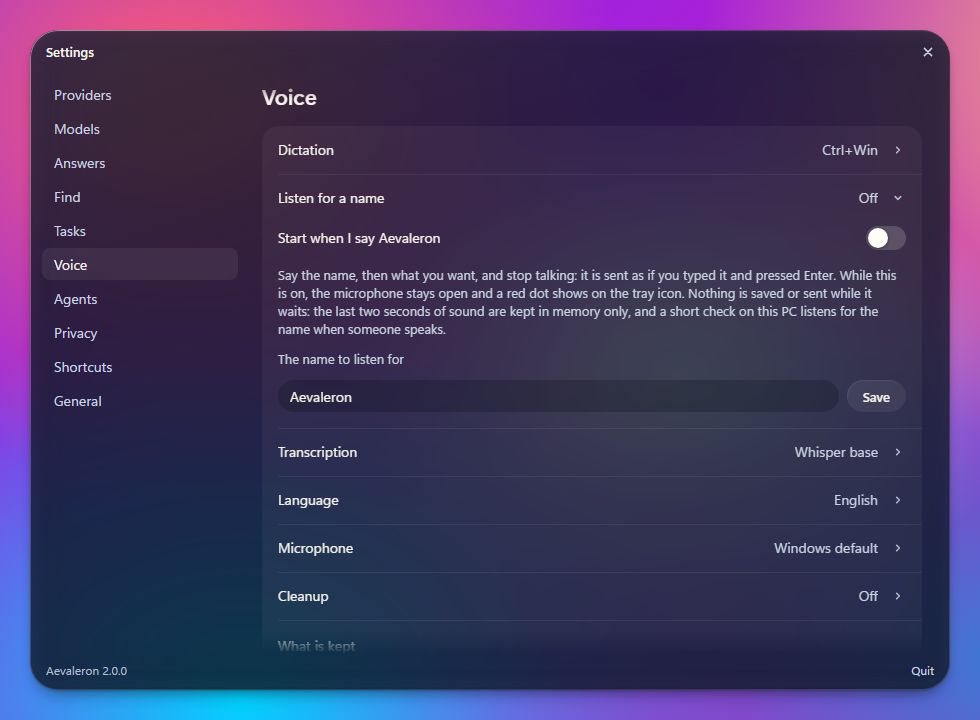 Settings
Providers
Models
Answers
Find
Tasks
Voice
Agents
Privacy
Shortcuts
General
Voice
Dictation Ctrl+Win
Listen for a name Off
Start when I say Aevaleron
Say the name, then what you want, and stop talking: it is sent as if you typed it and pressed Enter. While this
is on, the microphone stays open and a red dot shows on the tray icon. Nothing is saved or sent while it
waits: the last two seconds of sound are kept in memory only, and a short check on this PC listens for the
name when someone speaks.
The name to listen for
Aevaleron Save
Transcription Whisper base
Language English
Microphone Windows default
Cleanup Off
What is kept
Aevaleron 2.0.0 Quit